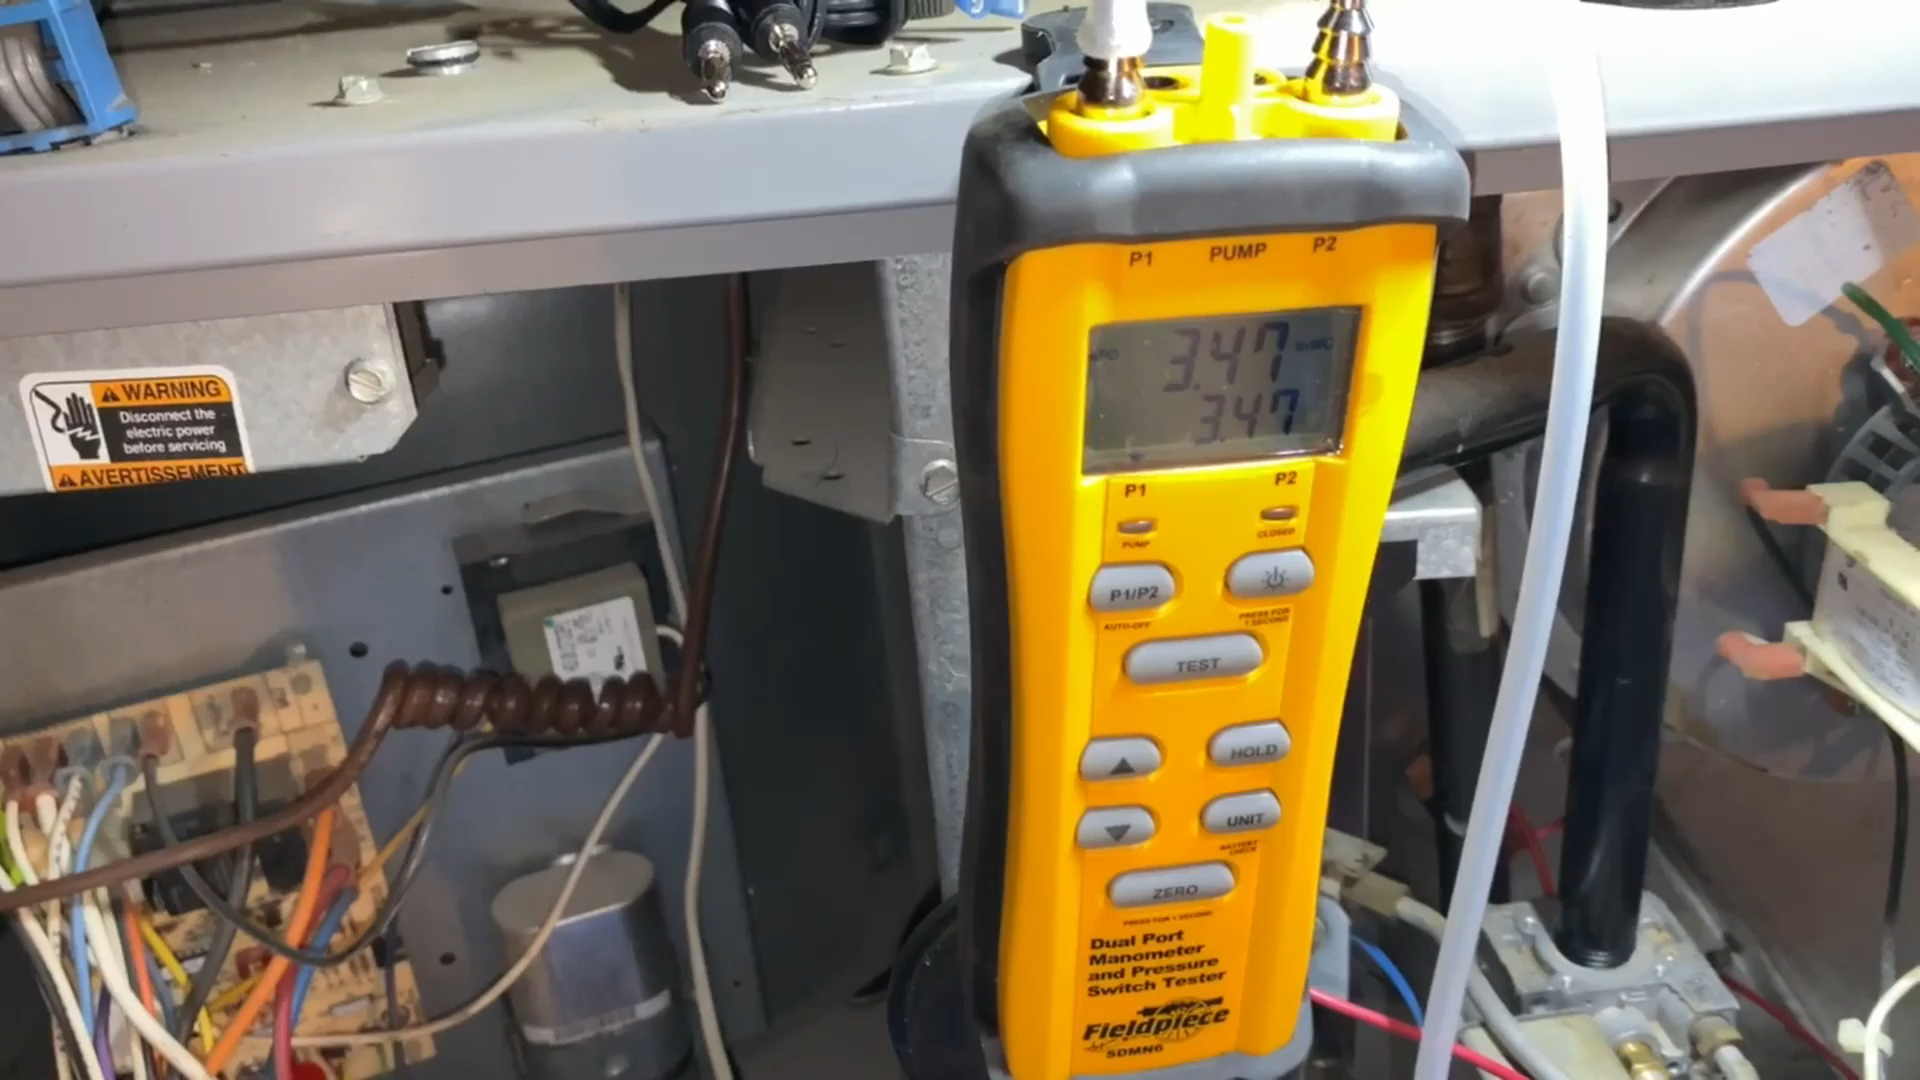 P1 PUMP P2
APO 3.47 INWC
3.47
P1 P2
PUMP CLOSED
P1/P2
AUTO-OFF PRESS FOR
1 SECOND
TEST
HOLD
UNIT
BATTERY
CHECK
ZERO
PRESS FOR 1 SECOND
Dual Port
Manometer
and Pressure
Switch Tester
Fieldpiece
SDMN6
WARNING
Disconnect the
electric power
before servicing
AVERTISSEMENT